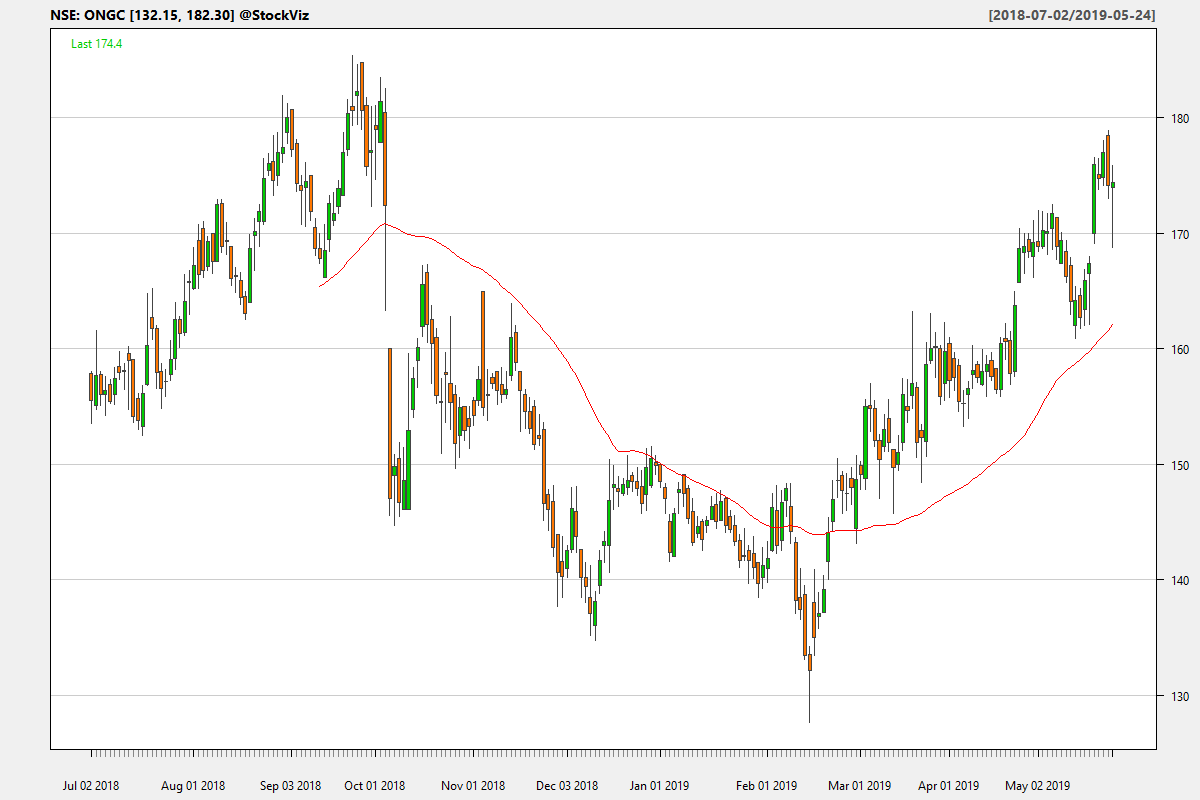 NSE: ONGC [132.15, 182.30] @StockViz [2018-07-02/2019-05-24]
Last 174.4
180
170
160
150
140
130
Jul 02 2018 Aug 01 2018 Sep 03 2018 Oct 01 2018 Nov 01 2018 Dec 03 2018 Jan 01 2019 Feb 01 2019 Mar 01 2019 Apr 01 2019 May 02 2019